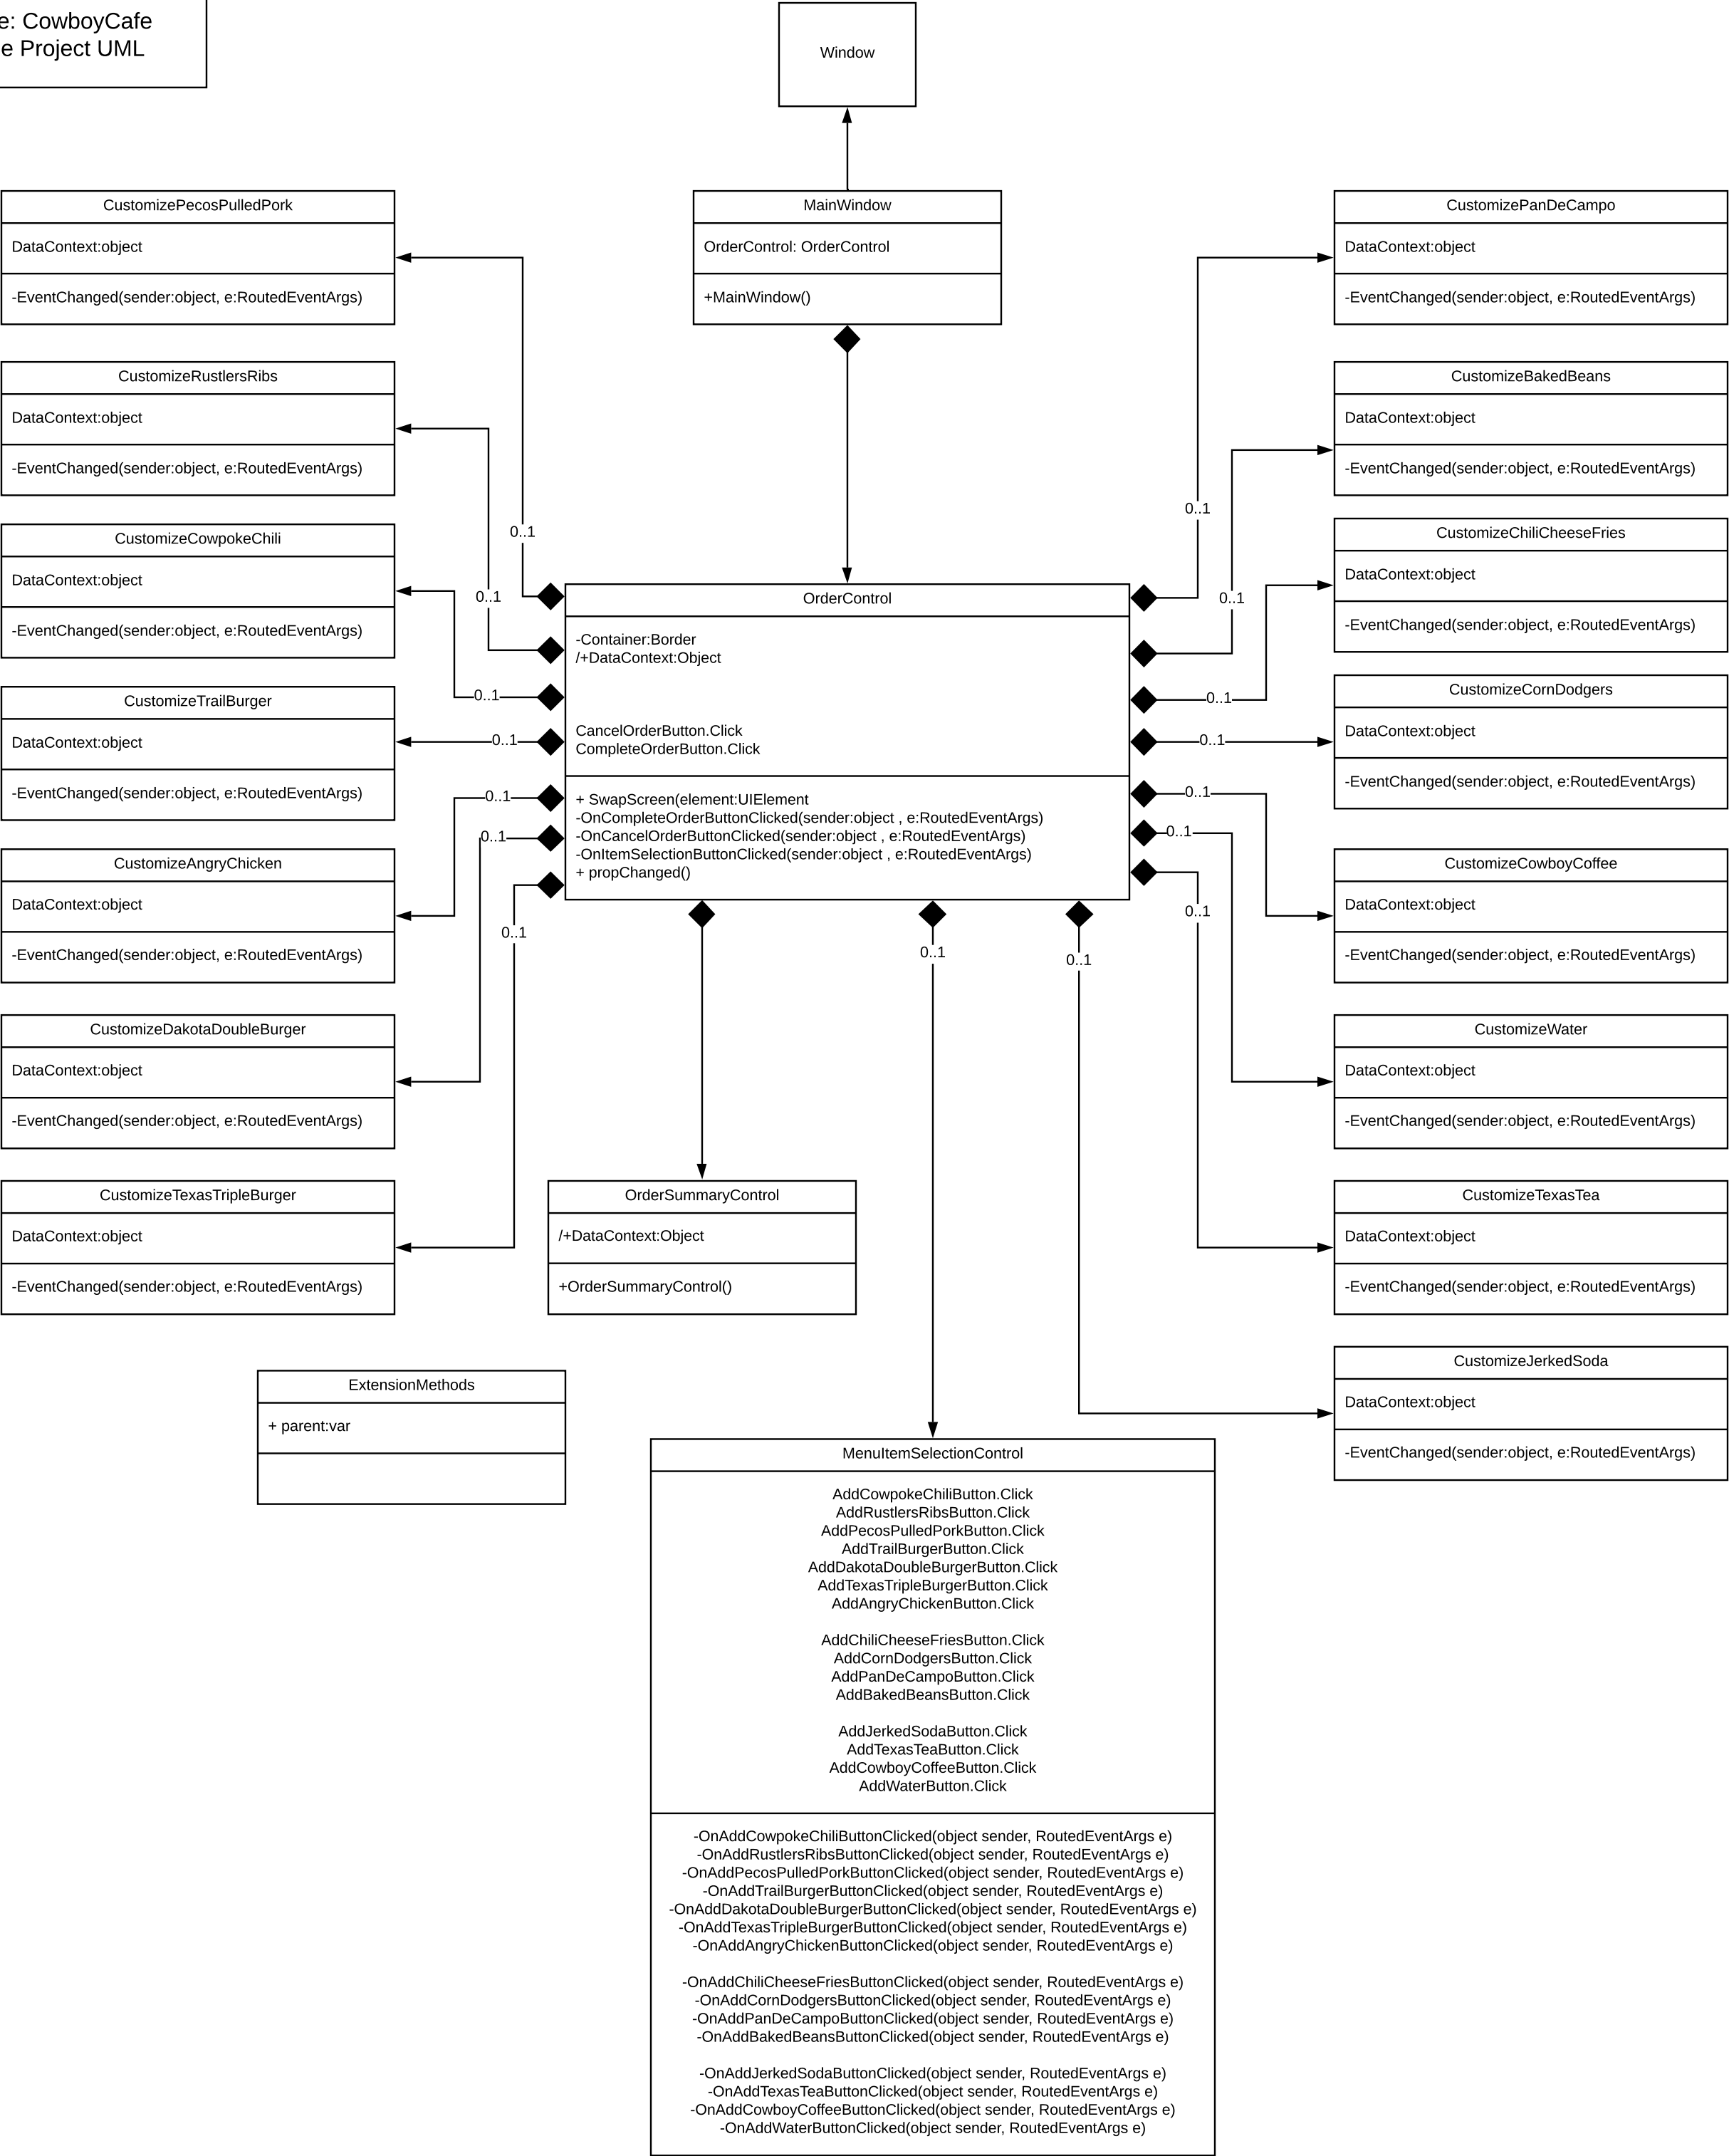 e: CowboyCafe
e Project UML
Window
CustomizePecosPulledPork
DataContext:object
-EventChanged(sender:object, e:RoutedEventArgs)
MainWindow
OrderControl: OrderControl
+MainWindow()
CustomizePanDeCampo
DataContext:object
-EventChanged(sender:object, e:RoutedEventArgs)
CustomizeRustlersRibs
DataContext:object
-EventChanged(sender:object, e:RoutedEventArgs)
CustomizeBakedBeans
DataContext:object
-EventChanged(sender:object, e:RoutedEventArgs)
CustomizeCowpokeChili
DataContext:object
-EventChanged(sender:object, e:RoutedEventArgs)
CustomizeChiliCheeseFries
DataContext:object
-EventChanged(sender:object, e:RoutedEventArgs)
CustomizeTrailBurger
DataContext:object
-EventChanged(sender:object, e:RoutedEventArgs)
CustomizeCornDodgers
DataContext:object
-EventChanged(sender:object, e:RoutedEventArgs)
0..1
0..1
0..1
0..1
0..1
0..1
0..1
OrderControl
-Container:Border
/+DataContext:Object
CancelOrderButton.Click
CompleteOrderButton.Click
+ SwapScreen(element:UIElement
-OnCompleteOrderButtonClicked(sender:object , e:RoutedEventArgs)
-OnCancelOrderButtonClicked(sender:object , e:RoutedEventArgs)
-OnItemSelectionButtonClicked(sender:object , e:RoutedEventArgs)
+ propChanged()
0..1
0..1
0..1
0..1
0..1
0..1
0..1
0..1
0..1
CustomizeAngryChicken
DataContext:object
-EventChanged(sender:object, e:RoutedEventArgs)
CustomizeCowboyCoffee
DataContext:object
-EventChanged(sender:object, e:RoutedEventArgs)
CustomizeDakotaDoubleBurger
DataContext:object
-EventChanged(sender:object, e:RoutedEventArgs)
CustomizeWater
DataContext:object
-EventChanged(sender:object, e:RoutedEventArgs)
CustomizeTexasTripleBurger
DataContext:object
-EventChanged(sender:object, e:RoutedEventArgs)
OrderSummaryControl
/+DataContext:Object
+OrderSummaryControl()
CustomizeTexasTea
DataContext:object
-EventChanged(sender:object, e:RoutedEventArgs)
CustomizeJerkedSoda
DataContext:object
-EventChanged(sender:object, e:RoutedEventArgs)
ExtensionMethods
+ parent:var
MenuItemSelectionControl
AddCowpokeChiliButton.Click
AddRustlersRibsButton.Click
AddPecosPulledPorkButton.Click
AddTrailBurgerButton.Click
AddDakotaDoubleBurgerButton.Click
AddTexasTripleBurgerButton.Click
AddAngryChickenButton.Click
AddChiliCheeseFriesButton.Click
AddCornDodgersButton.Click
AddPanDeCampoButton.Click
AddBakedBeansButton.Click
AddJerkedSodaButton.Click
AddTexasTeaButton.Click
AddCowboyCoffeeButton.Click
AddWaterButton.Click
-OnAddCowpokeChiliButtonClicked(object sender, RoutedEventArgs e)
-OnAddRustlersRibsButtonClicked(object sender, RoutedEventArgs e)
-OnAddPecosPulledPorkButtonClicked(object sender, RoutedEventArgs e)
-OnAddTrailBurgerButtonClicked(object sender, RoutedEventArgs e)
-OnAddDakotaDoubleBurgerButtonClicked(object sender, RoutedEventArgs e)
-OnAddTexasTripleBurgerButtonClicked(object sender, RoutedEventArgs e)
-OnAddAngryChickenButtonClicked(object sender, RoutedEventArgs e)
-OnAddChiliCheeseFriesButtonClicked(object sender, RoutedEventArgs e)
-OnAddCornDodgersButtonClicked(object sender, RoutedEventArgs e)
-OnAddPanDeCampoButtonClicked(object sender, RoutedEventArgs e)
-OnAddBakedBeansButtonClicked(object sender, RoutedEventArgs e)
-OnAddJerkedSodaButtonClicked(object sender, RoutedEventArgs e)
-OnAddTexasTeaButtonClicked(object sender, RoutedEventArgs e)
-OnAddCowboyCoffeeButtonClicked(object sender, RoutedEventArgs e)
-OnAddWaterButtonClicked(object sender, RoutedEventArgs e)